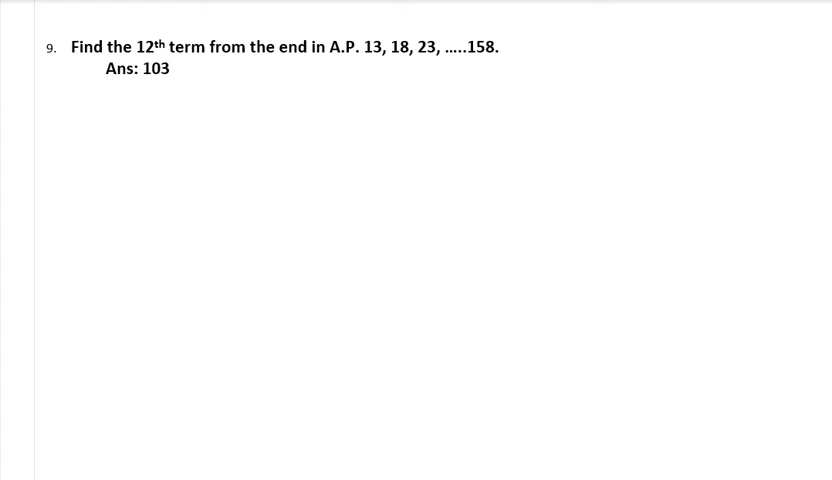 9. Find the 12th term from the end in A.P. 13, 18, 23, .....158.
Ans: 103